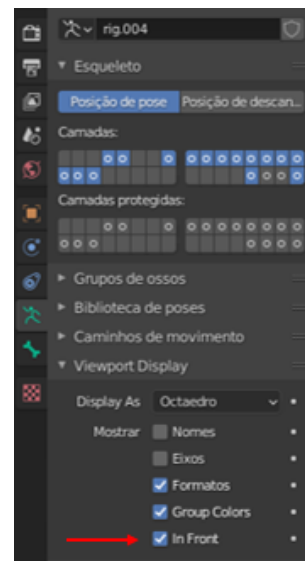 rig.004
Esqueleto
Posição de pose Posição de descan...
Camadas:
Camadas protegidas:
Grupos de ossos
Biblioteca de poses
Caminhos de movimento
Viewport Display
Display As Octaedro
Mostrar Nomes
Eixos
Formatos
Group Colors
In Front